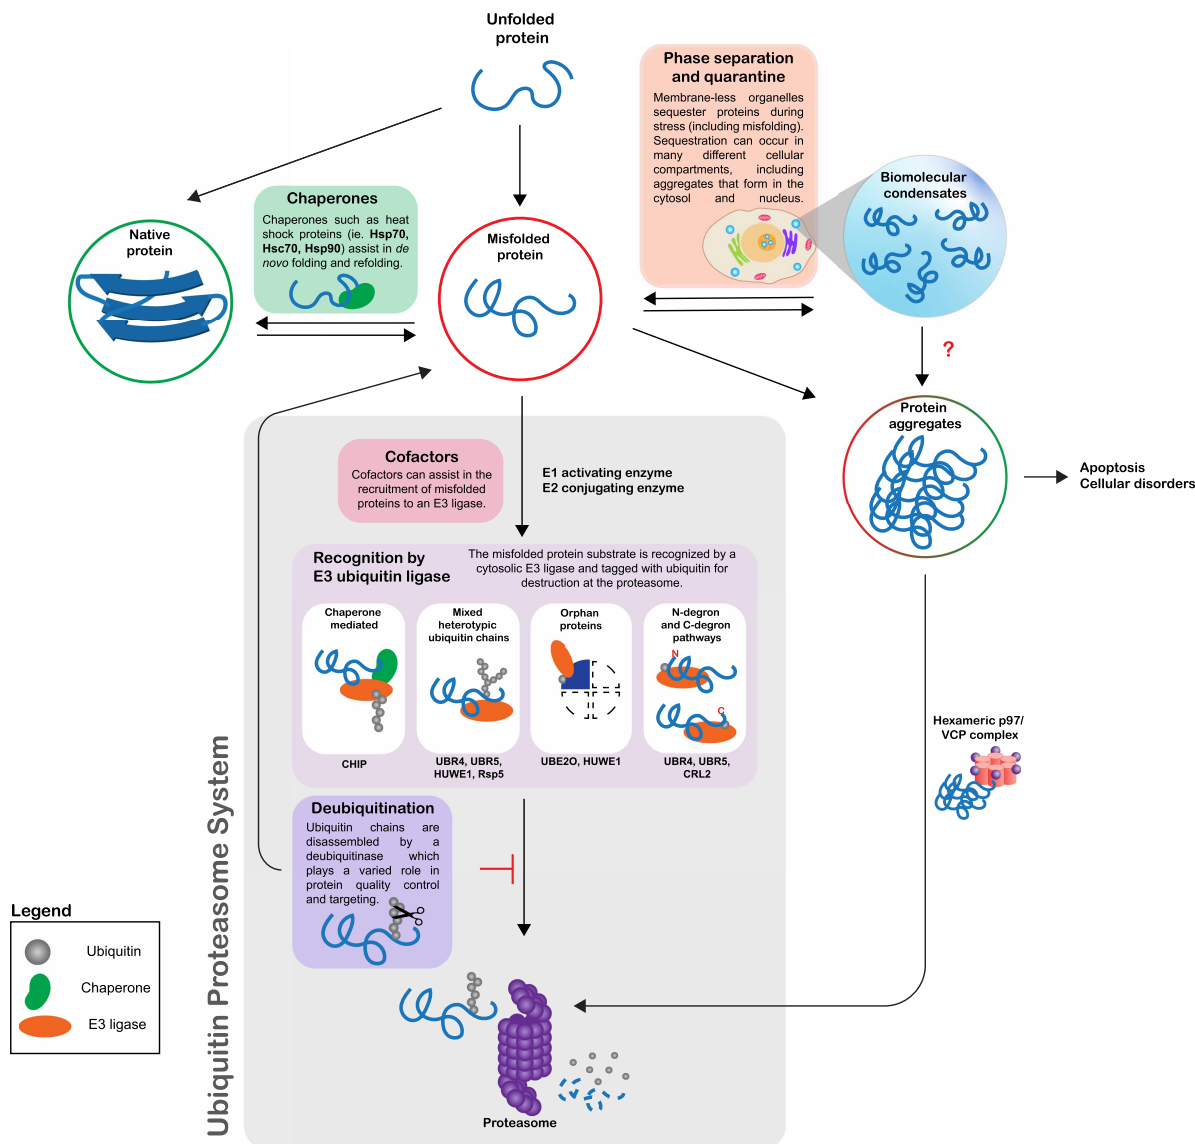 Unfolded
protein
Phase separation
and quarantine
Membrane-less organelles
sequester proteins during
stress (including misfolding).
Sequestration can occur in
many different cellular
compartments, including
aggregates that form in the
cytosol and nucleus.
Biomolecular
condensates
Chaperones
Chaperones such as heat
shock proteins (ie. Hsp70,
Hsc70, Hsp90) assist in de
novo folding and refolding.
Native
protein
Misfolded
protein
?
Protein
aggregates
Apoptosis
Cellular disorders
Cofactors
Cofactors can assist in the
recruitment of misfolded
proteins to an E3 ligase.
E1 activating enzyme
E2 conjugating enzyme
Recognition by
E3 ubiquitin ligase
The misfolded protein substrate is recognized by a
cytosolic E3 ligase and tagged with ubiquitin for
destruction at the proteasome.
Chaperone
mediated
CHIP
Mixed
heterotypic
ubiquitin chains
UBR4, UBR5,
HUWE1, Rsp5
Orphan
proteins
UBE2O, HUWE1
N-degron
and C-degron
pathways
N
C
UBR4, UBR5,
CRL2
Hexameric p97/
VCP complex
Deubiquitination
Ubiquitin chains are
disassembled by a
deubiquitinase which
plays a varied role in
protein quality control
and targeting.
Ubiquitin Proteasome System
Legend
Ubiquitin
Chaperone
E3 ligase
Proteasome